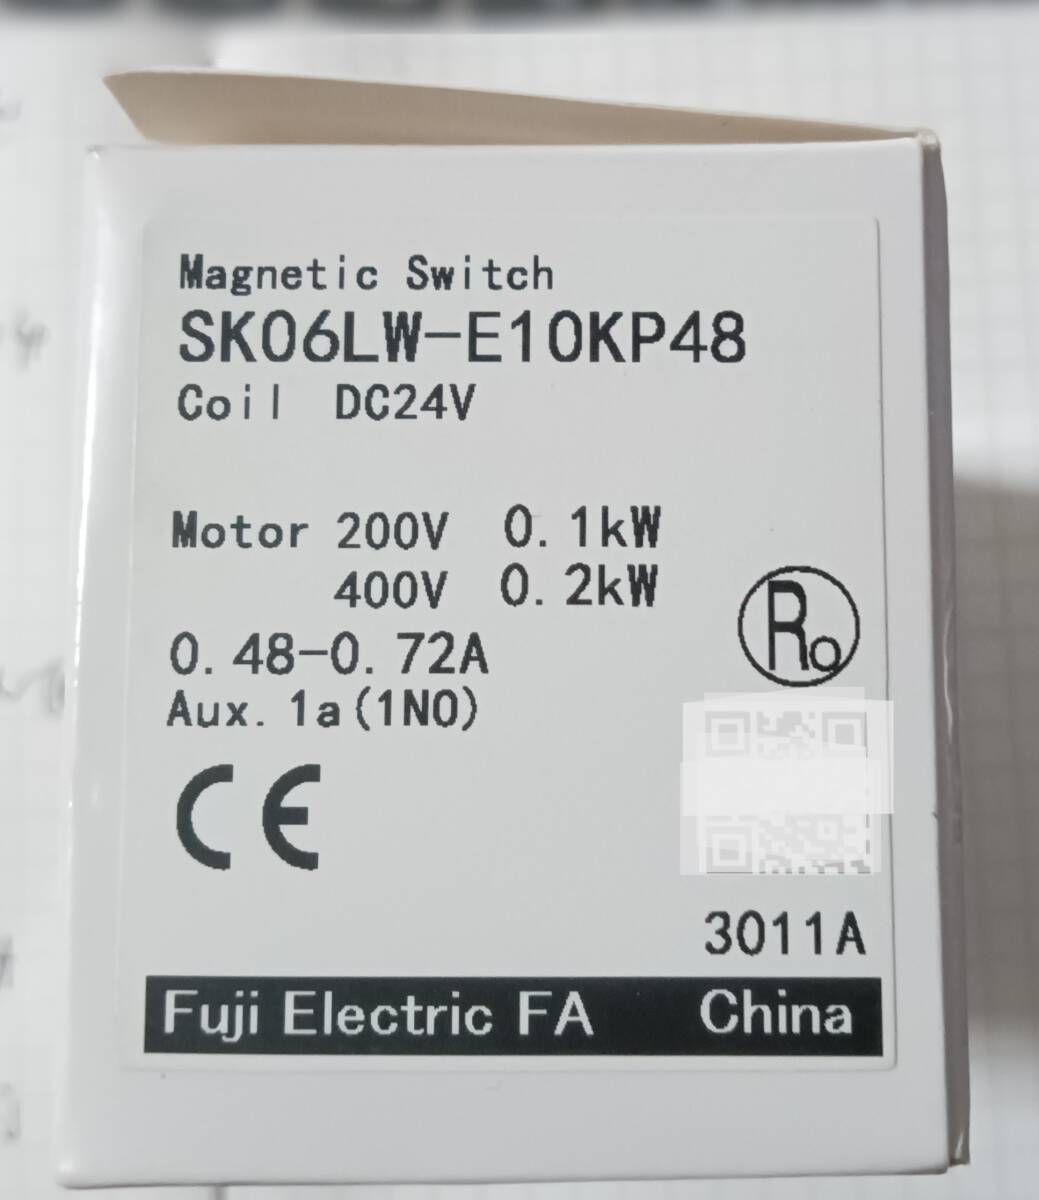 Magnetic Switch
SK06LW-E10KP48
Coil DC24V
Motor 200V 0.1kW
400V 0.2kW
0.48-0.72A
Aux. 1a(1NO)
CE
Ro
3011A
Fuji Electric FA China